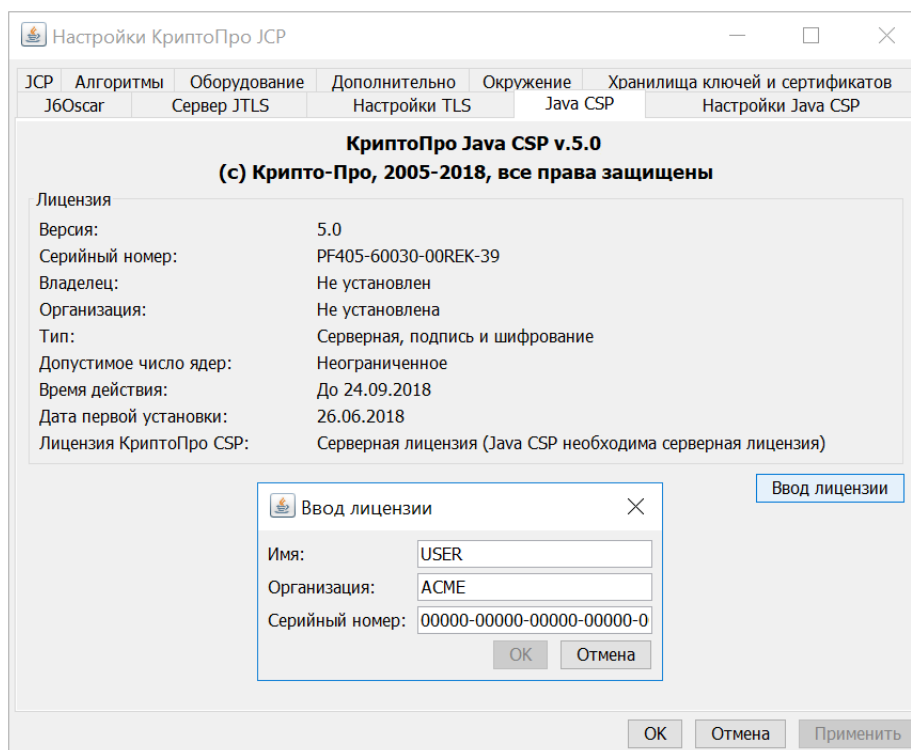 Настройки КриптоПро JCP
JCP Алгоритмы Оборудование Дополнительно Окружение Хранилища ключей и сертификатов
J6Oscar Сервер JTLS Настройки TLS Java CSP Настройки Java CSP
КриптоПро Java CSP v.5.0
(c) Крипто-Про, 2005-2018, все права защищены
Лицензия
Версия: 5.0
Серийный номер: PF405-60030-00REK-39
Владелец: Не установлен
Организация: Не установлена
Тип: Серверная, подпись и шифрование
Допустимое число ядер: Неограниченное
Время действия: До 24.09.2018
Дата первой установки: 26.06.2018
Лицензия КриптоПро CSP: Серверная лицензия (Java CSP необходима серверная лицензия)
Ввод лицензии
Ввод лицензии
Имя: USER
Организация: ACME
Серийный номер: 00000-00000-00000-00000-0
OK Отмена
OK Отмена Применить